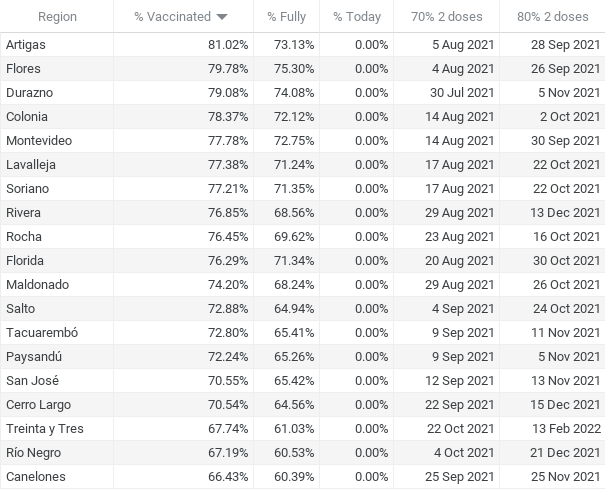 Region % Vaccinated % Fully % Today 70% 2 doses 80% 2 doses
Artigas 81.02% 73.13% 0.00% 5 Aug 2021 28 Sep 2021
Flores 79.78% 75.30% 0.00% 4 Aug 2021 26 Sep 2021
Durazno 79.08% 74.08% 0.00% 30 Jul 2021 5 Nov 2021
Colonia 78.37% 72.12% 0.00% 14 Aug 2021 2 Oct 2021
Montevideo 77.78% 72.75% 0.00% 14 Aug 2021 30 Sep 2021
Lavalleja 77.38% 71.24% 0.00% 17 Aug 2021 22 Oct 2021
Soriano 77.21% 71.35% 0.00% 17 Aug 2021 22 Oct 2021
Rivera 76.85% 68.56% 0.00% 29 Aug 2021 13 Dec 2021
Rocha 76.45% 69.62% 0.00% 23 Aug 2021 16 Oct 2021
Florida 76.29% 71.34% 0.00% 20 Aug 2021 30 Oct 2021
Maldonado 74.20% 68.24% 0.00% 29 Aug 2021 26 Oct 2021
Salto 72.88% 64.94% 0.00% 4 Sep 2021 24 Oct 2021
Tacuarembó 72.80% 65.41% 0.00% 9 Sep 2021 11 Nov 2021
Paysandú 72.24% 65.26% 0.00% 9 Sep 2021 5 Nov 2021
San José 70.55% 65.42% 0.00% 12 Sep 2021 13 Nov 2021
Cerro Largo 70.54% 64.56% 0.00% 22 Sep 2021 15 Dec 2021
Treinta y Tres 67.74% 61.03% 0.00% 22 Oct 2021 13 Feb 2022
Río Negro 67.19% 60.53% 0.00% 4 Oct 2021 21 Dec 2021
Canelones 66.43% 60.39% 0.00% 25 Sep 2021 25 Nov 2021